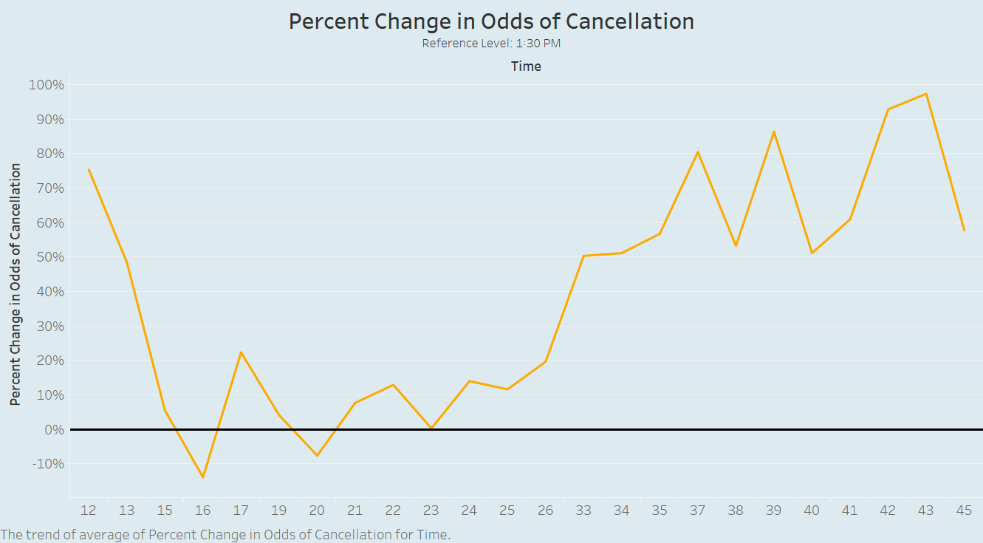 Percent Change in Odds of Cancellation
Reference Level: 1:30 PM
Time
Percent Change in Odds of Cancellation
100%
90%
80%
70%
60%
50%
40%
30%
20%
10%
0%
-10%
12 13 15 16 17 19 20 21 22 23 24 25 26 33 34 35 37 38 39 40 41 42 43 45
The trend of average of Percent Change in Odds of Cancellation for Time.